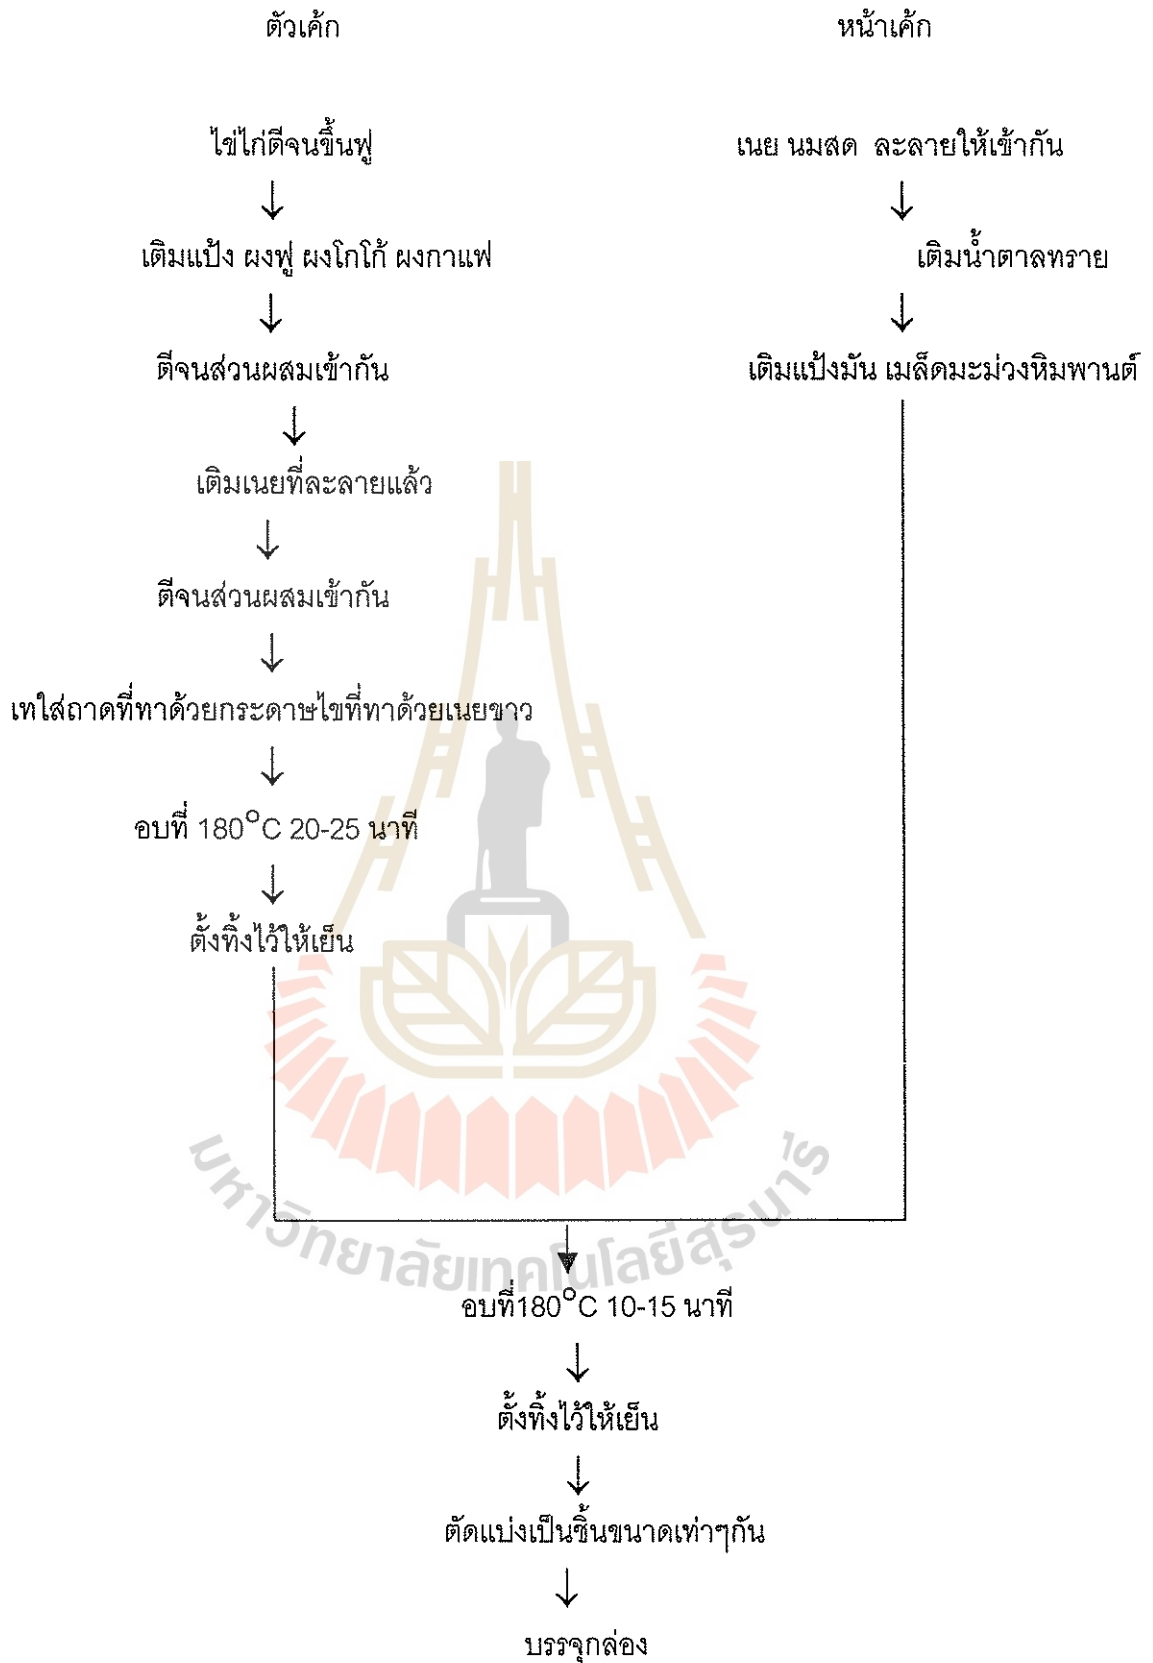 ตัวเค้ก
หน้าเค้ก
ไข่ไก่ตีจนขึ้นฟู
เนย นมสด ละลายให้เข้ากัน
เติมแป้ง ผงฟู ผงโกโก้ ผงกาแฟ
เติมน้ำตาลทราย
ตีจนส่วนผสมเข้ากัน
เติมแป้งมัน เมล็ดมะม่วงหิมพานต์
เติมเนยที่ละลายแล้ว
ตีจนส่วนผสมเข้ากัน
เทใส่ถาดที่ทาด้วยกระดาษไขที่ทาด้วยเนยขาว
อบที่ 180°C 20-25 นาที
ตั้งทิ้งไว้ให้เย็น
มหาวิทยาลัยเทคโนโลยีสุรนารี
อบที่180°C 10-15 นาที
ตั้งทิ้งไว้ให้เย็น
ตัดแบ่งเป็นชิ้นขนาดเท่าๆกัน
บรรจุกล่อง